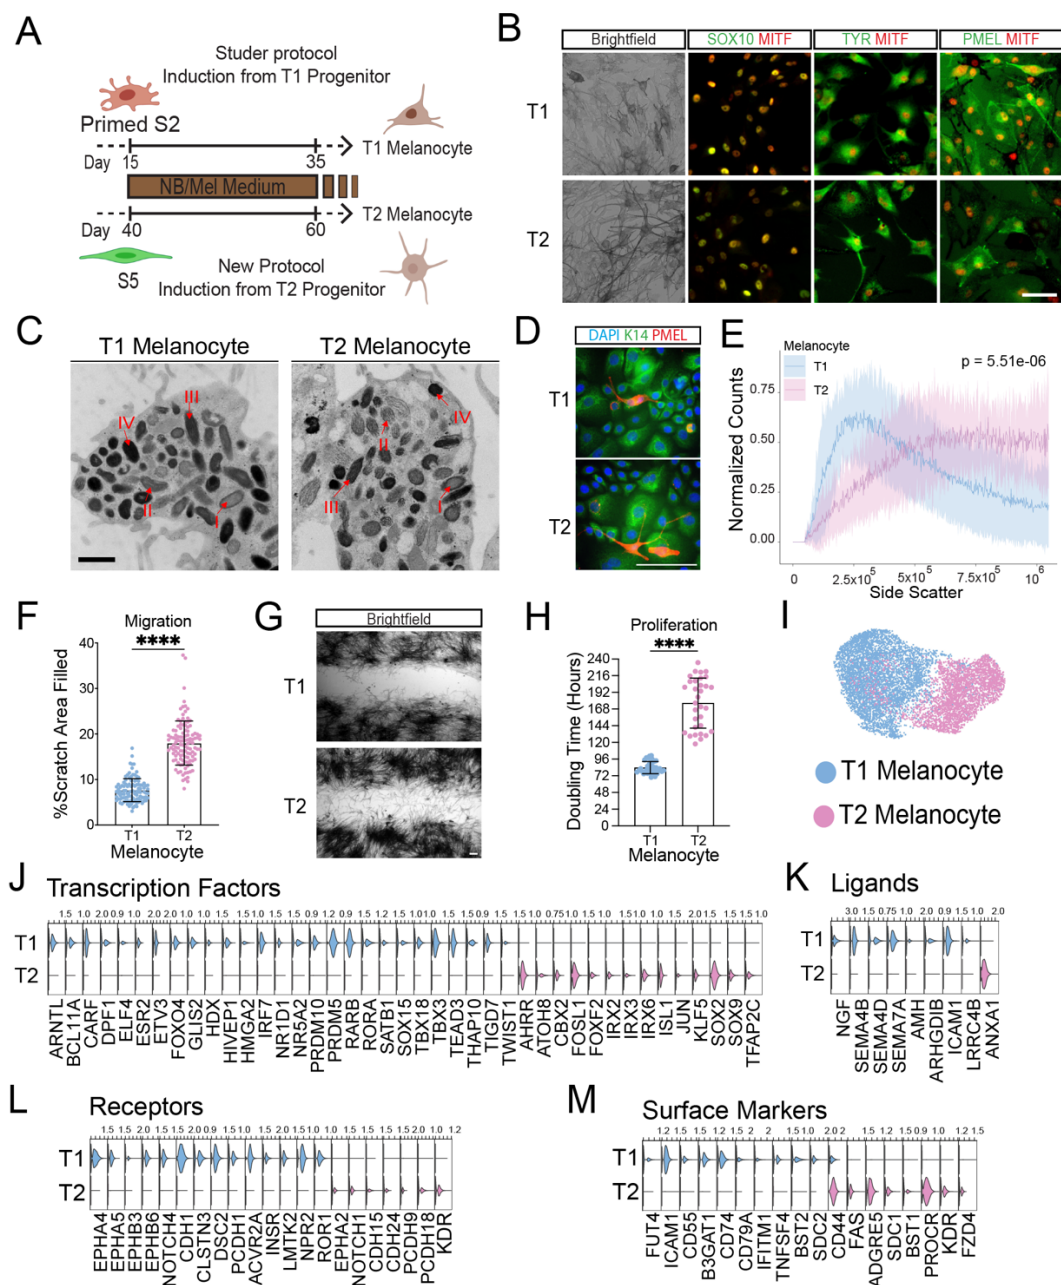 A
Studer protocol
Induction from T1 Progenitor
Primed S2
Day 15 35 T1 Melanocyte
NB/Mel Medium
Day 40 60 T2 Melanocyte
S5
New Protocol
Induction from T2 Progenitor
B
Brightfield SOX10 MITF TYR MITF PMEL MITF
T1
T2
C
T1 Melanocyte T2 Melanocyte
III IV II I
IV II III I
D
DAPI K14 PMEL
T1
T2
E
Melanocyte
T1
T2
p = 5.51e-06
Normalized Counts
0.75
0.50
0.25
0.00
0 2.5x10⁵ 5x10⁵ 7.5x10⁵ 10⁶
Side Scatter
F
Migration
****
%Scratch Area Filled
40
30
20
10
0
T1 T2
Melanocyte
G
Brightfield
T1
T2
H
Proliferation
****
Doubling Time (Hours)
240
216
192
168
144
120
96
72
48
24
0
T1 T2
Melanocyte
I
T1 Melanocyte
T2 Melanocyte
J Transcription Factors
T1
T2
ARNTL BCL11A CARF DPF1 ELF4 ESR2 ETV3 FOXO4 GLIS2 HDX HIVEP1 HMGA2 IRF7 NR1D1 NR5A2 PRDM10 PRDM5 RARB RORA SATB1 SOX15 TBX18 TBX3 TEAD3 THAP10 TIGD7 TWIST1 AHRR ATOH8 CBX2 FOSL1 FOXF2 IRX2 IRX3 IRX6 ISL1 JUN KLF5 SOX2 SOX9 TFAP2C
K Ligands
T1
T2
NGF SEMA4B SEMA4D SEMA7A AMH ARHGDIB ICAM1 LRRC4B ANXA1
L Receptors
T1
T2
EPHA4 EPHA5 EPHB3 EPHB6 NOTCH4 CDH1 CLSTN3 DSC2 PCDH1 ACVR2A INSR LMTK2 NPR2 ROR1 EPHA2 NOTCH1 CDH15 CDH24 PCDH9 PCDH18 KDR
M Surface Markers
T1
T2
FUT4 ICAM1 CD55 B3GAT1 CD74 CD79A IFITM1 TNFSF4 BST2 SDC2 CD44 FAS ADGRE5 SDC1 BST1 PROCR KDR FZD4